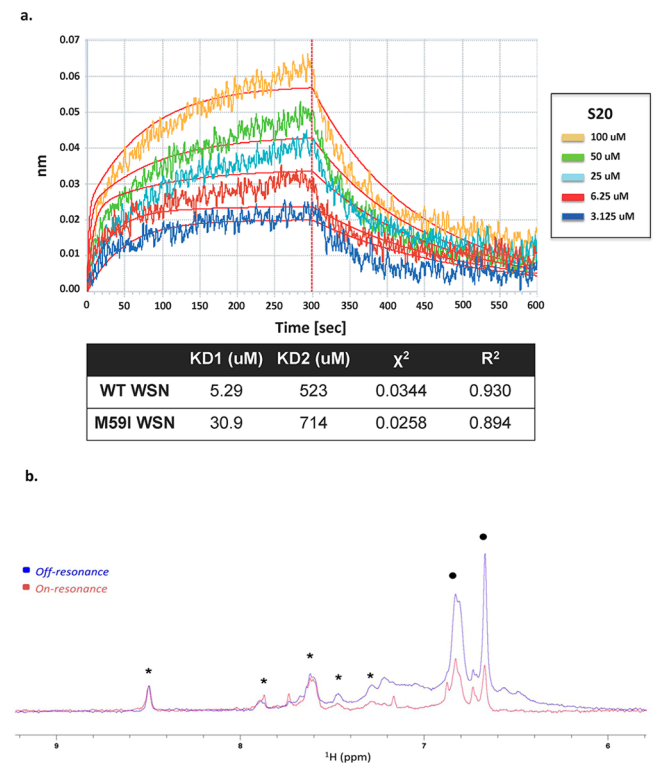 a.
0.07
0.06
0.05
0.04
0.03
0.02
0.01
0.00
nm
0 50 100 150 200 250 300 350 400 450 500 550 600
Time [sec]
S20
100 uM
50 uM
25 uM
6.25 uM
3.125 uM
KD1 (uM) KD2 (uM) χ² R²
WT WSN 5.29 523 0.0344 0.930
M59I WSN 30.9 714 0.0258 0.894
b.
Off-resonance
On-resonance
* * * * *
9 8 7 6
¹H (ppm)